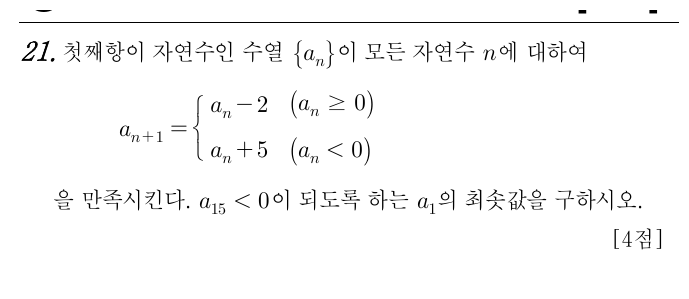 21. 첫째항이 자연수인 수열 {aₙ}이 모든 자연수 n에 대하여
aₙ₊₁ = { aₙ − 2 (aₙ ≥ 0)
aₙ + 5 (aₙ < 0)
을 만족시킨다. a₁₅ < 0이 되도록 하는 a₁의 최솟값을 구하시오.
[4점]